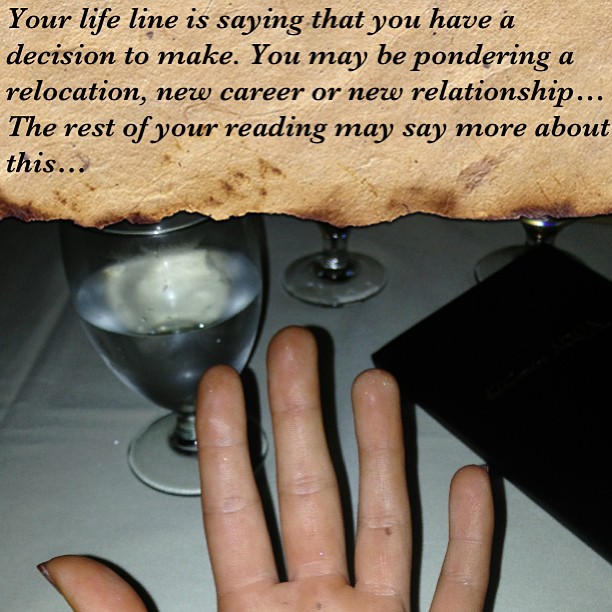 Your life line is saying that you have a
decision to make. You may be pondering a
relocation, new career or new relationship...
The rest of your reading may say more about
this...